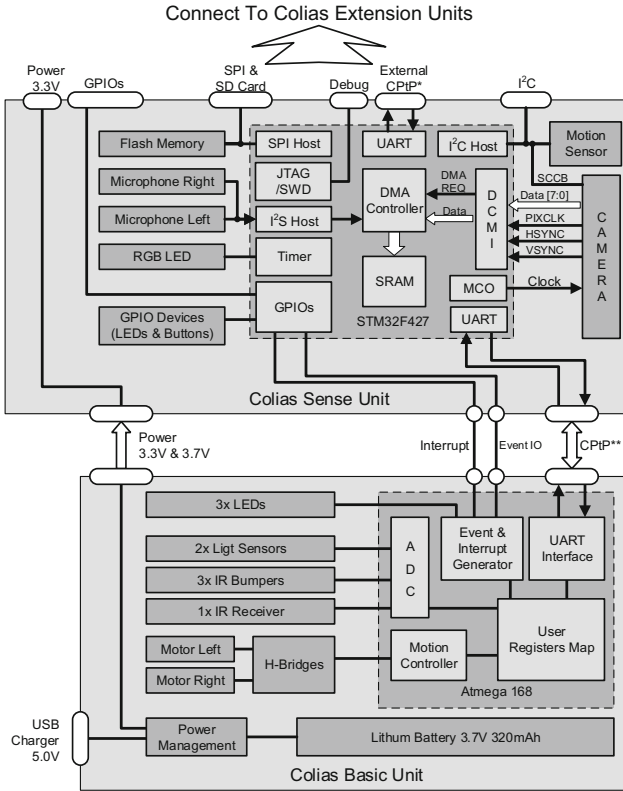 Connect To Colias Extension Units
Power
3.3V
GPIOs
SPI &
SD Card
Debug
External
CPtP*
I²C
Flash Memory
SPI Host
UART
I²C Host
Motion
Sensor
Microphone Right
JTAG
/SWD
DMA
Controller
DMA
REQ
Data
DCMI
SCCB
Data [7:0]
PIXCLK
HSYNC
VSYNC
CAMERA
Microphone Left
I²S Host
RGB LED
Timer
SRAM
MCO
Clock
GPIO Devices
(LEDs & Buttons)
GPIOs
STM32F427
UART
Colias Sense Unit
Power
3.3V & 3.7V
Interrupt
Event IO
CPtP**
3x LEDs
2x Ligt Sensors
3x IR Bumpers
1x IR Receiver
ADC
Event &
Interrupt
Generator
UART
Interface
Motor Left
Motor Right
H-Bridges
Motion
Controller
User
Registers Map
Atmega 168
USB
Charger
5.0V
Power
Management
Lithum Battery 3.7V 320mAh
Colias Basic Unit